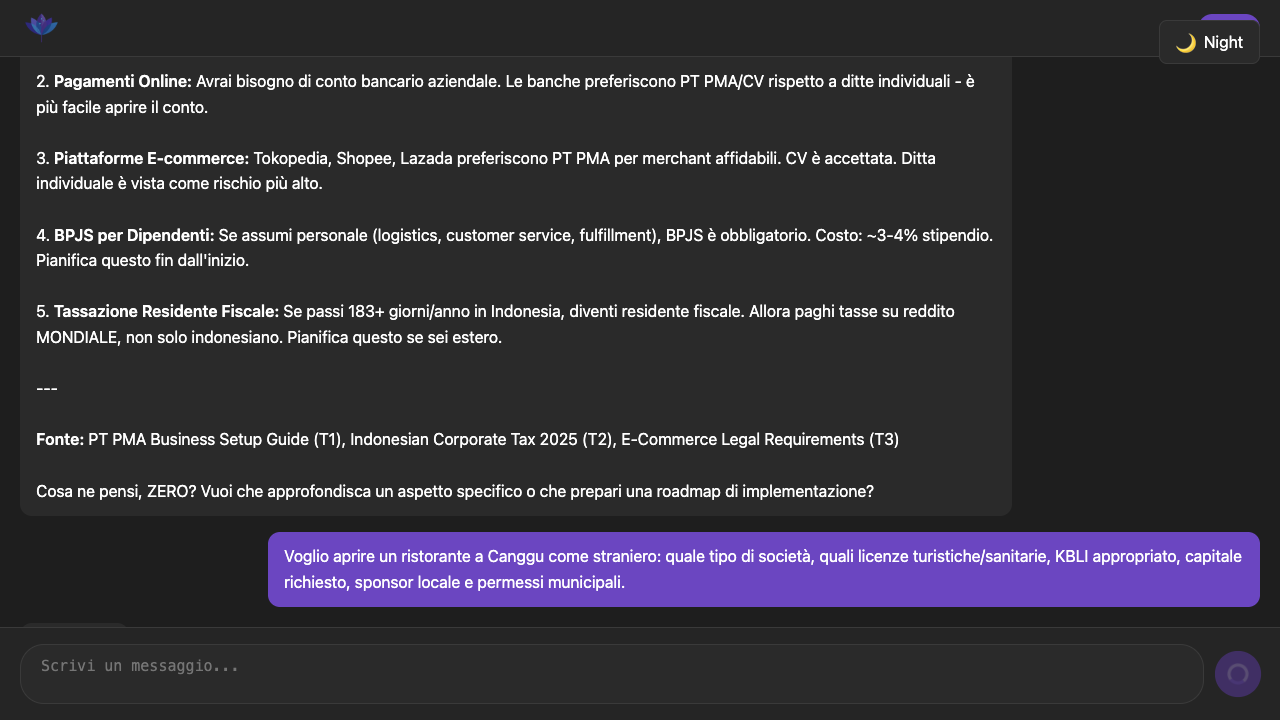 🌙 Night
2. Pagamenti Online: Avrai bisogno di conto bancario aziendale. Le banche preferiscono PT PMA/CV rispetto a ditte individuali - è
più facile aprire il conto.
3. Piattaforme E-commerce: Tokopedia, Shopee, Lazada preferiscono PT PMA per merchant affidabili. CV è accettata. Ditta
individuale è vista come rischio più alto.
4. BPJS per Dipendenti: Se assumi personale (logistics, customer service, fulfillment), BPJS è obbligatorio. Costo: ~3-4% stipendio.
Pianifica questo fin dall'inizio.
5. Tassazione Residente Fiscale: Se passi 183+ giorni/anno in Indonesia, diventi residente fiscale. Allora paghi tasse su reddito
MONDIALE, non solo indonesiano. Pianifica questo se sei estero.
---
Fonte: PT PMA Business Setup Guide (T1), Indonesian Corporate Tax 2025 (T2), E-Commerce Legal Requirements (T3)
Cosa ne pensi, ZERO? Vuoi che approfondisca un aspetto specifico o che prepari una roadmap di implementazione?
Voglio aprire un ristorante a Canggu come straniero: quale tipo di società, quali licenze turistiche/sanitarie, KBLI appropriato, capitale
richiesto, sponsor locale e permessi municipali.
Scrivi un messaggio...